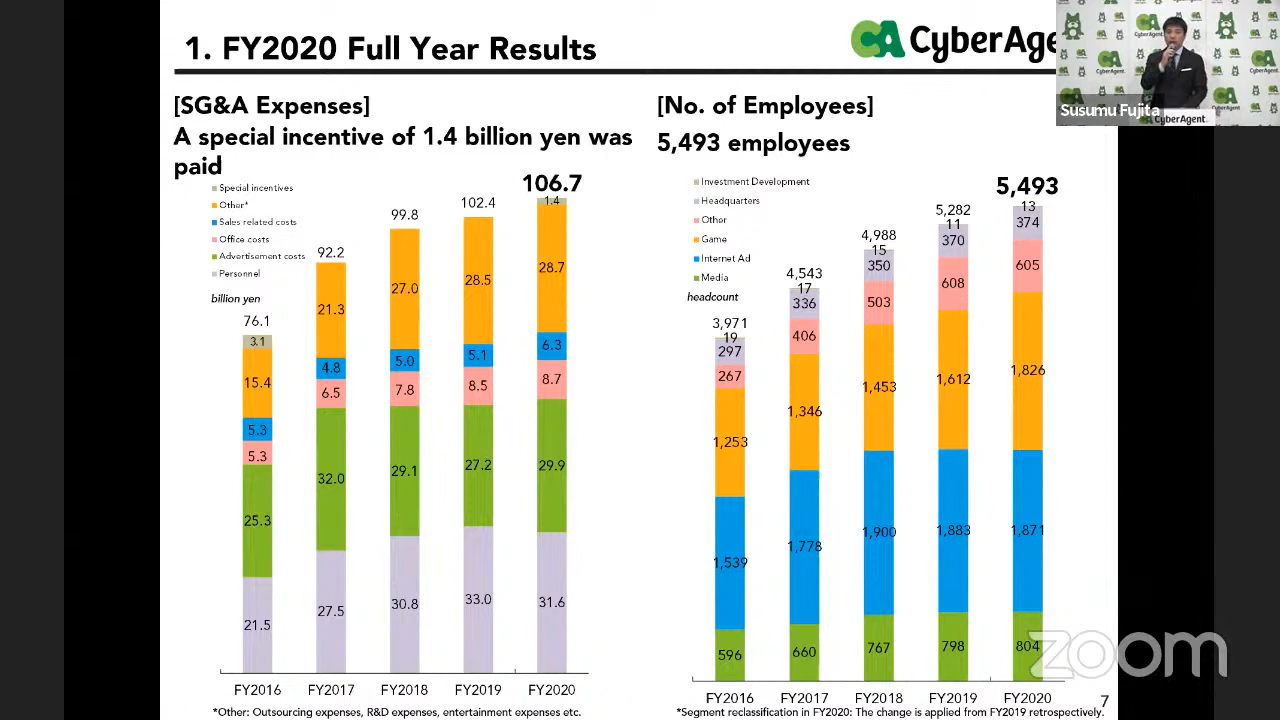 1. FY2020 Full Year Results
CA CyberAge
Susumu Fujita
CyberAgent.
[SG&A Expenses]
A special incentive of 1.4 billion yen was
paid
Special incentives
Other*
Sales related costs
Office costs
Advertisement costs
Personnel
billion yen
76.1
3.1
15.4
5.3
5.3
25.3
21.5
92.2
21.3
4.8
6.5
32.0
27.5
99.8
27.0
5.0
7.8
29.1
30.8
102.4
28.5
5.1
8.5
27.2
33.0
106.7
1.4
28.7
6.3
8.7
29.9
31.6
FY2016 FY2017 FY2018 FY2019 FY2020
*Other: Outsourcing expenses, R&D expenses, entertainment expenses etc.
[No. of Employees]
5,493 employees
Investment Development
Headquarters
Other
Game
Internet Ad
Media
headcount
3,971
19
297
267
1,253
1,539
596
4,543
17
336
406
1,346
1,778
660
4,988
15
350
503
1,453
1,900
767
5,282
11
370
608
1,612
1,883
798
5,493
13
374
605
1,826
1,871
804
FY2016 FY2017 FY2018 FY2019 FY2020
*Segment reclassification in FY2020: The change is applied from FY2019 retrospectively.
7
zoom